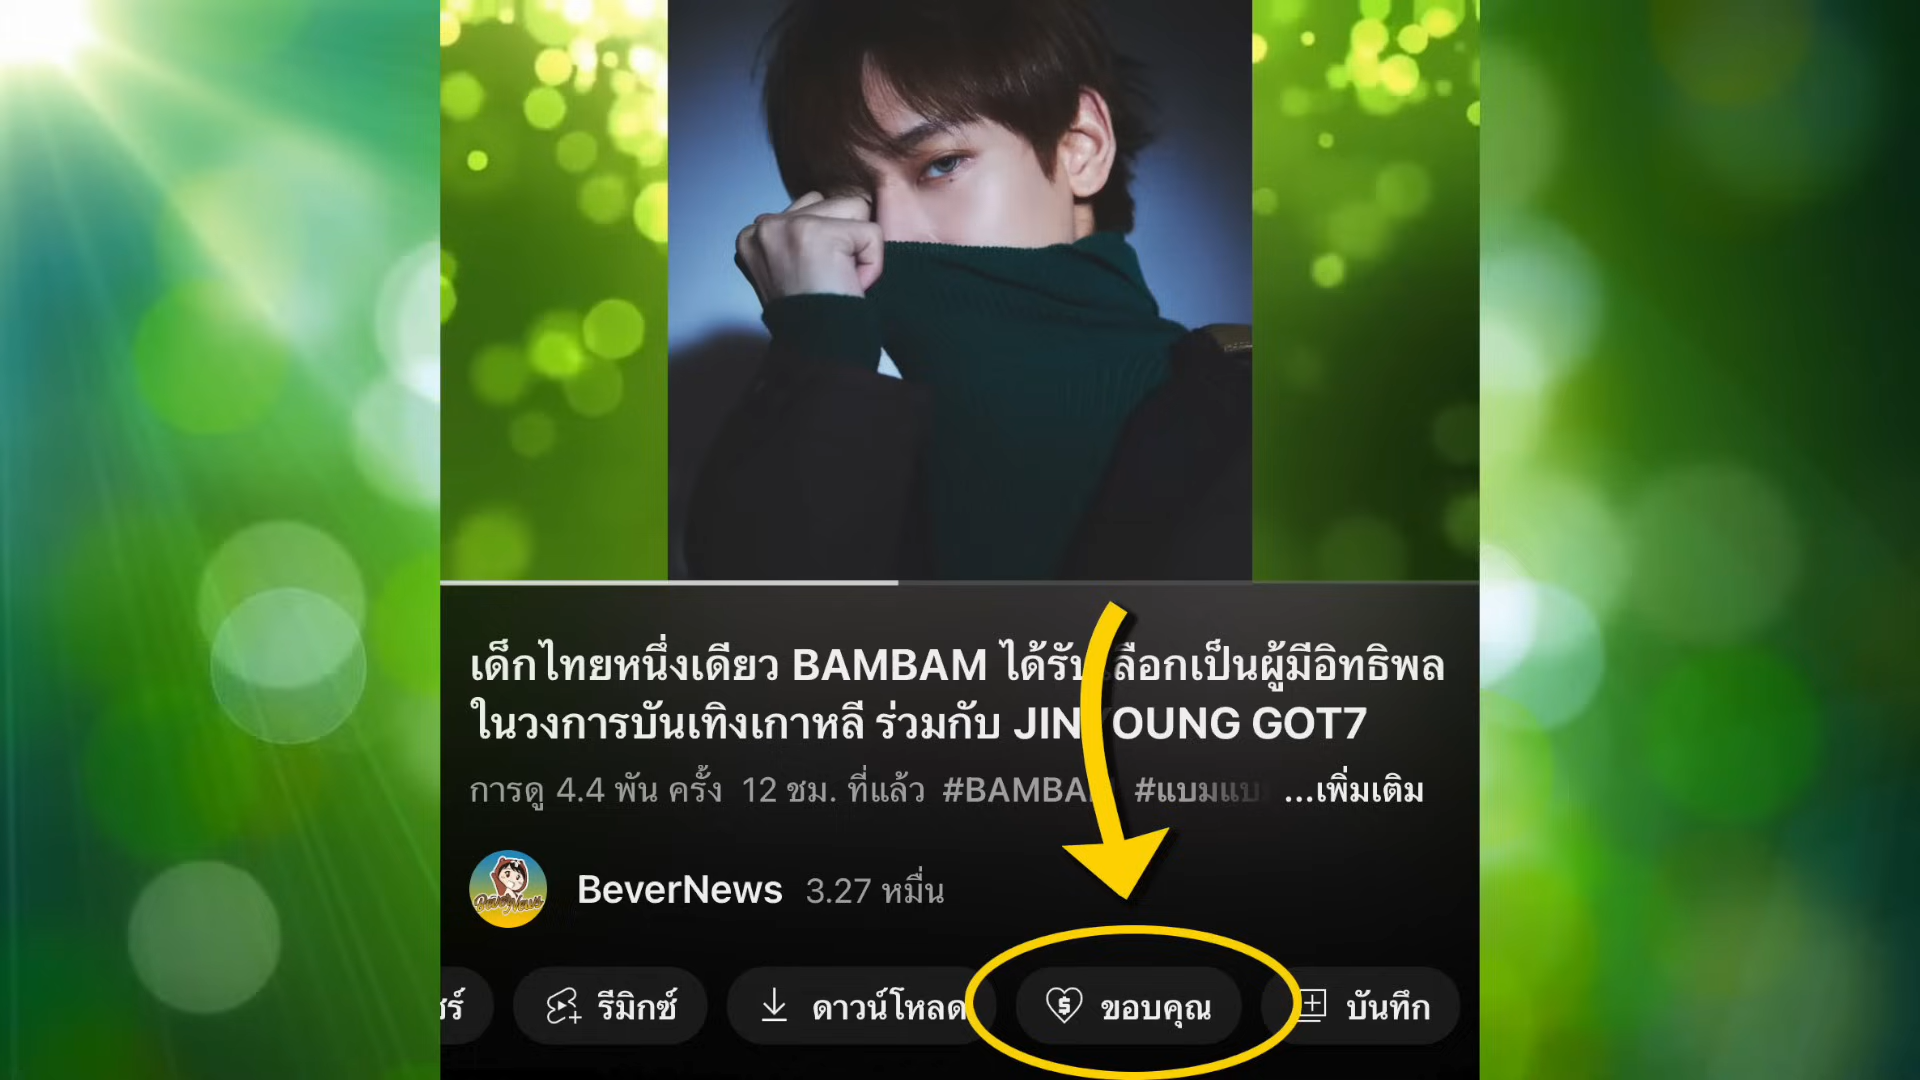 เด็กไทยหนึ่งเดียว BAMBAM ได้รับเลือกเป็นผู้มีอิทธิพล
ในวงการบันเทิงเกาหลี ร่วมกับ JINYOUNG GOT7
การดู 4.4 พัน ครั้ง 12 ชม. ที่แล้ว #BAMBAM #แบมแบม ...เพิ่มเติม
BeverNews 3.27 หมื่น
รีมิกซ์ ดาวน์โหลด ขอบคุณ บันทึก